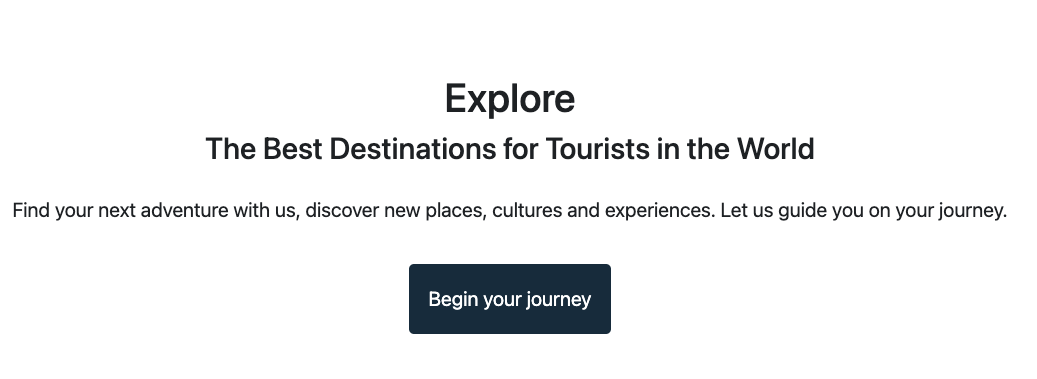 Explore
The Best Destinations for Tourists in the World
Find your next adventure with us, discover new places, cultures and experiences. Let us guide you on your journey.
Begin your journey